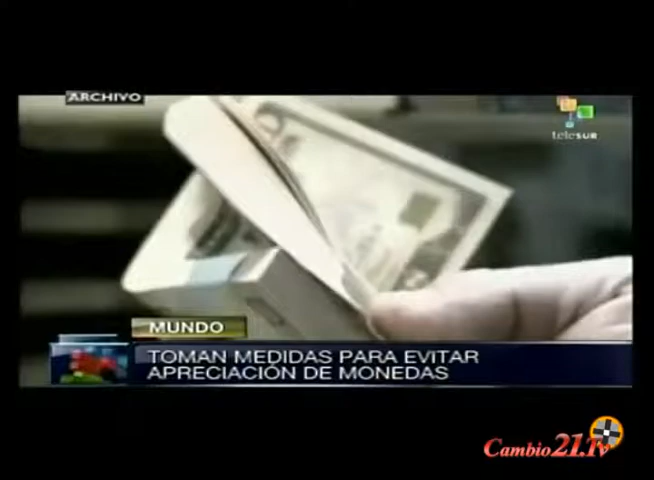 ARCHIVO
teleSUR
MUNDO
TOMAN MEDIDAS PARA EVITAR
APRECIACIÓN DE MONEDAS
Cambio21.Tv